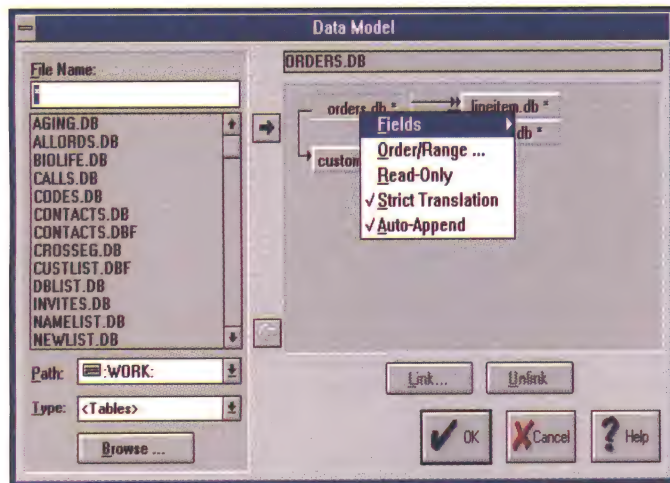 Data Model
File Name:
*
AGING.DB
ALLORDS.DB
BIOLIFE.DB
CALLS.DB
CODES.DB
CONTACTS.DB
CONTACTS.DBF
CROSSEG.DB
CUSTLIST.DBF
DBLIST.DB
INVITES.DB
NAMELIST.DB
NEWLIST.DB
Path: :WORK:
Type: <Tables>
Browse ...
ORDERS.DB
orders.db * lineitem.db *
db *
custom
Fields
Order/Range ...
Read-Only
√ Strict Translation
√ Auto-Append
Link... Unlink
OK Cancel ? Help